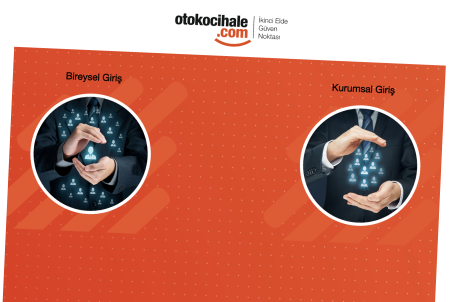 otokocihale
.com
İkinci Elde
Güven
Noktası
Bireysel Giriş
Kurumsal Giriş